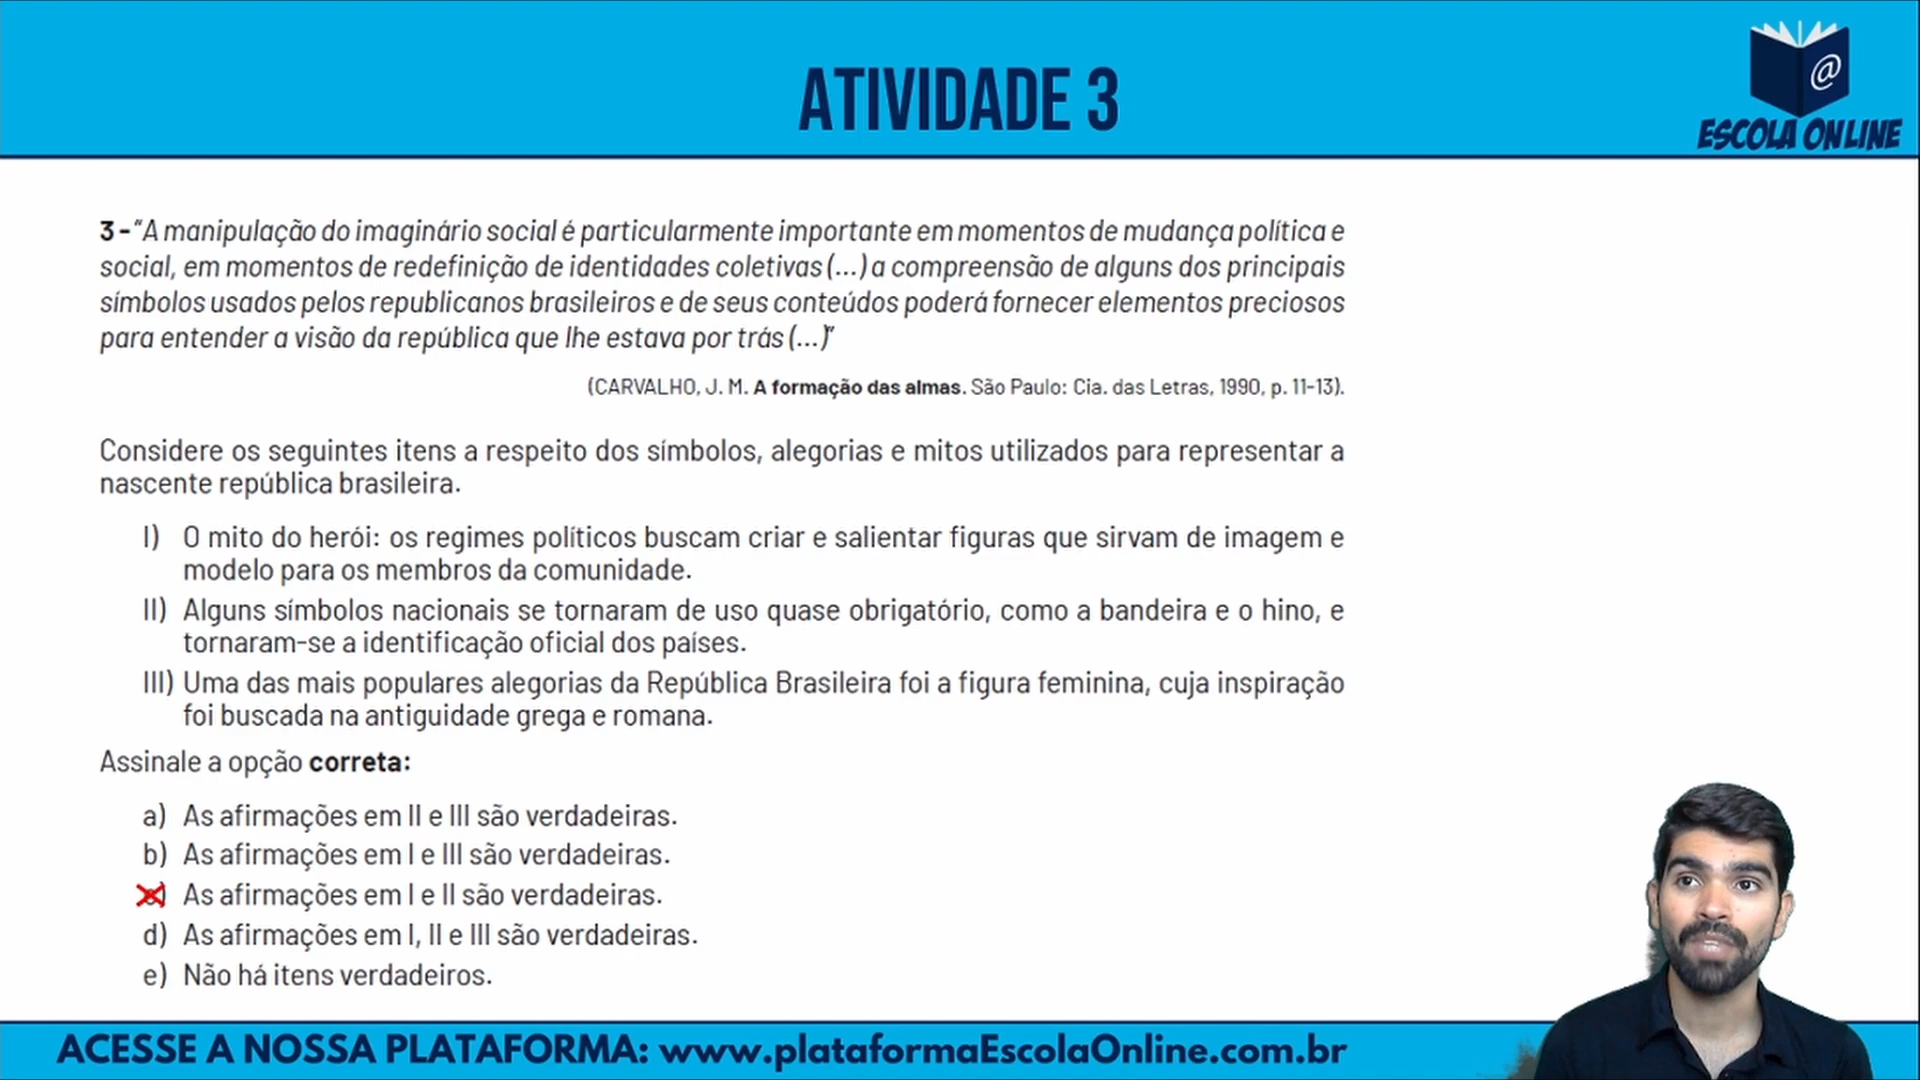 ATIVIDADE 3
@
ESCOLA ONLINE
3 - “A manipulação do imaginário social é particularmente importante em momentos de mudança política e
social, em momentos de redefinição de identidades coletivas (...) a compreensão de alguns dos principais
símbolos usados pelos republicanos brasileiros e de seus conteúdos poderá fornecer elementos preciosos
para entender a visão da república que lhe estava por trás (...)”
(CARVALHO, J. M. A formação das almas. São Paulo: Cia. das Letras, 1990, p. 11-13).
Considere os seguintes itens a respeito dos símbolos, alegorias e mitos utilizados para representar a
nascente república brasileira.
I) O mito do herói: os regimes políticos buscam criar e salientar figuras que sirvam de imagem e
modelo para os membros da comunidade.
II) Alguns símbolos nacionais se tornaram de uso quase obrigatório, como a bandeira e o hino, e
tornaram-se a identificação oficial dos países.
III) Uma das mais populares alegorias da República Brasileira foi a figura feminina, cuja inspiração
foi buscada na antiguidade grega e romana.
Assinale a opção correta:
a) As afirmações em II e III são verdadeiras.
b) As afirmações em I e III são verdadeiras.
c) As afirmações em I e II são verdadeiras.
d) As afirmações em I, II e III são verdadeiras.
e) Não há itens verdadeiros.
ACESSE A NOSSA PLATAFORMA: www.plataformaEscolaOnline.com.br